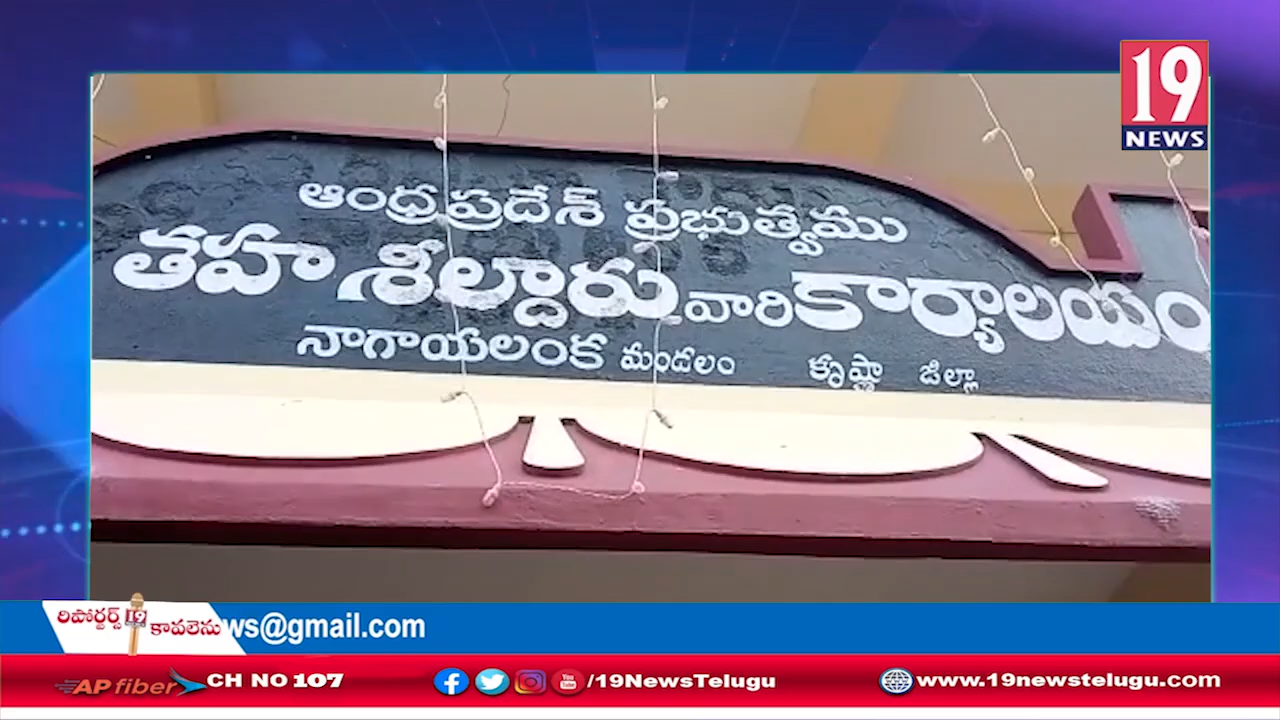 19
NEWS
ఆంధ్రప్రదేశ్ ప్రభుత్వము
తహశీల్దారు వారి కార్యాలయం
నాగాయలంక మండలం కృష్ణా జిల్లా
రిపోర్టర్స్ 19 కావలెను
ws@gmail.com
AP fiber CH NO 107
/19NewsTelugu
www.19newstelugu.com